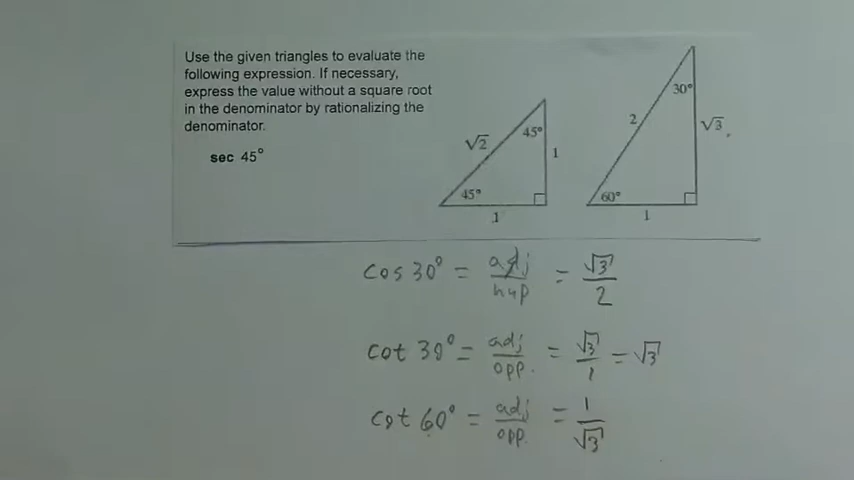 Use the given triangles to evaluate the
following expression. If necessary,
express the value without a square root
in the denominator by rationalizing the
denominator.
sec 45°
√2
45°
1
45°
1
30°
2
√3
60°
1
cos 30° = adj/hyp = √3/2
cot 30° = adj/opp. = √3/1 = √3
cot 60° = adj/opp = 1/√3